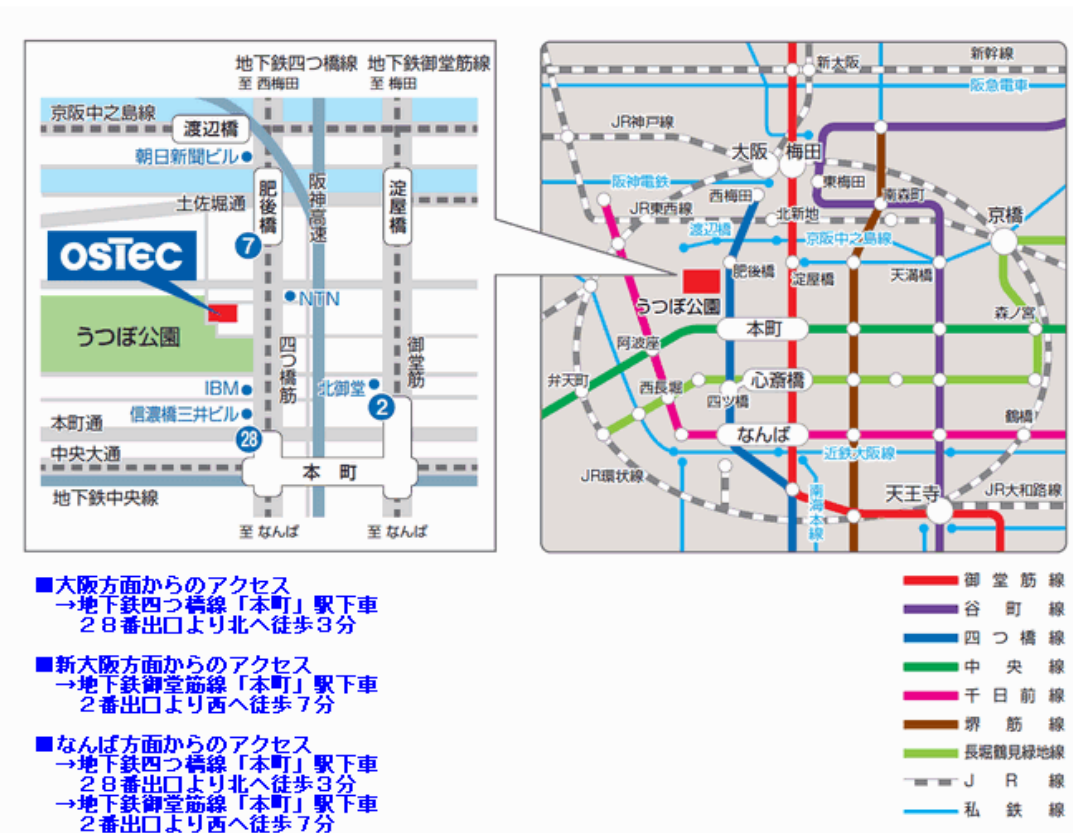 地下鉄四つ橋線 地下鉄御堂筋線
至 西梅田 至 梅田
京阪中之島線
渡辺橋
朝日新聞ビル
肥後橋
阪神高速
淀屋橋
土佐堀通
7
OSTEC
NTN
うつぼ公園
四つ橋筋
御堂筋
IBM
北御堂
2
信濃橋三井ビル
本町通
28
中央大通
本 町
地下鉄中央線
至 なんば 至 なんば
新大阪
新幹線
阪急電車
JR神戸線
大阪 梅田
阪神電鉄
東梅田
西梅田
南森町
JR東西線
北新地
京橋
渡辺橋
京阪中之島線
肥後橋
淀屋橋
天満橋
うつぼ公園
森ノ宮
本町
阿波座
弁天町
西長堀
心斎橋
四ツ橋
鶴橋
なんば
近鉄大阪線
JR環状線
南海本線
天王寺
JR大和路線
■大阪方面からのアクセス
→地下鉄四つ橋線「本町」駅下車
28番出口より北へ徒歩3分
■新大阪方面からのアクセス
→地下鉄御堂筋線「本町」駅下車
2番出口より西へ徒歩7分
■なんば方面からのアクセス
→地下鉄四つ橋線「本町」駅下車
28番出口より北へ徒歩3分
→地下鉄御堂筋線「本町」駅下車
2番出口より西へ徒歩7分
御堂筋線
谷町線
四つ橋線
中央線
千日前線
堺筋線
長堀鶴見緑地線
JR線
私鉄線